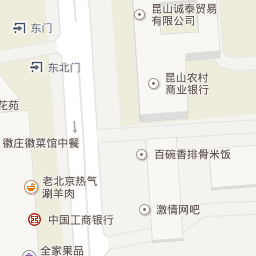 东门
昆山诚泰贸易
有限公司
东北门
昆山农村
商业银行
花苑
徽庄徽菜馆中餐
百碗香排骨米饭
老北京热气
涮羊肉
中国工商银行
激情网吧
全家果品